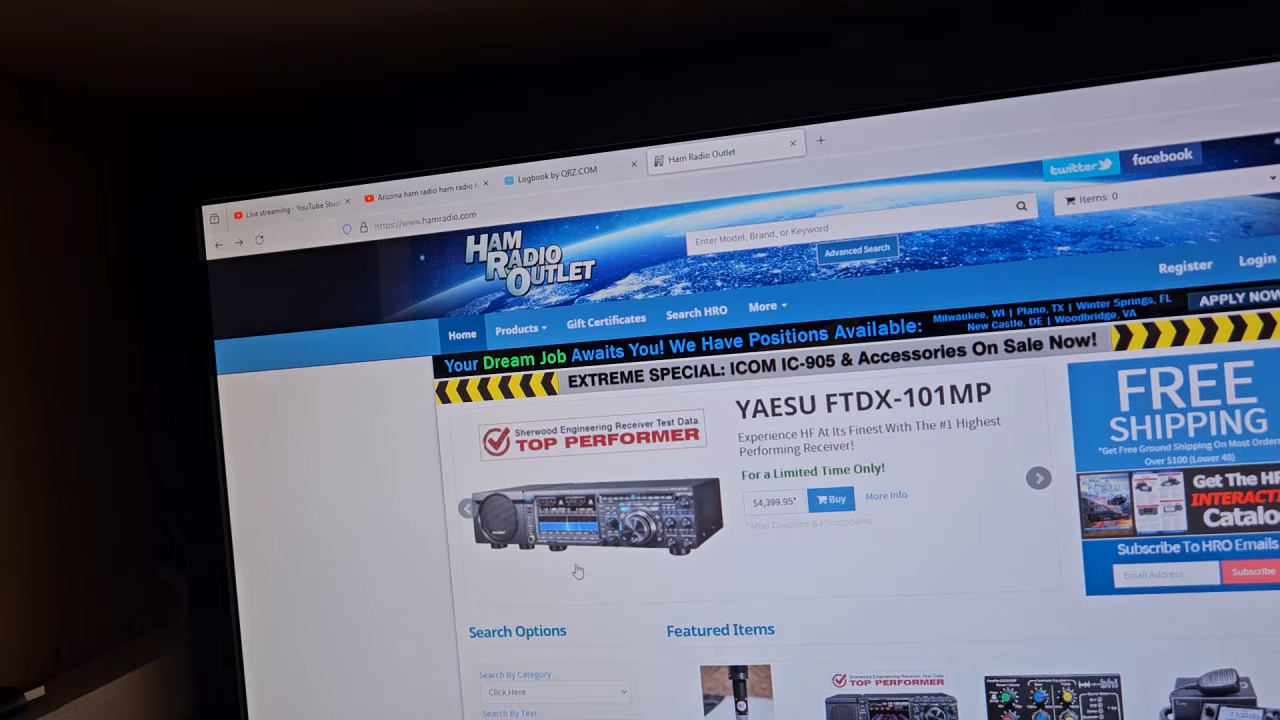 Live streaming - YouTube Studi
Arizona ham radio ham radio h
Logbook by QRZ.COM
Ham Radio Outlet
https://www.hamradio.com
twitter
facebook
HAM
RADIO
OUTLET
Enter Model, Brand, or Keyword
Items: 0
Advanced Search
Register
Login
Home
Products
Gift Certificates
Search HRO
More
Your Dream Job Awaits You! We Have Positions Available:
Milwaukee, WI | Plano, TX | Winter Springs, FL
New Castle, DE | Woodbridge, VA
APPLY NOW
EXTREME SPECIAL: ICOM IC-905 & Accessories On Sale Now!
Sherwood Engineering Receiver Test Data
TOP PERFORMER
YAESU FTDX-101MP
Experience HF At Its Finest With The #1 Highest
Performing Receiver!
For a Limited Time Only!
$4,399.95*
Buy
More Info
*After Coupons & Promotions
FREE
SHIPPING
*Get Free Ground Shipping On Most Orders
Over $100 (Lower 48)
Get The H
INTERACT
Catalo
Subscribe To HRO Emails
Email Address
Subscribe
Search Options
Featured Items
Search By Category
Click Here
Search By Text
TOP PERFORMER